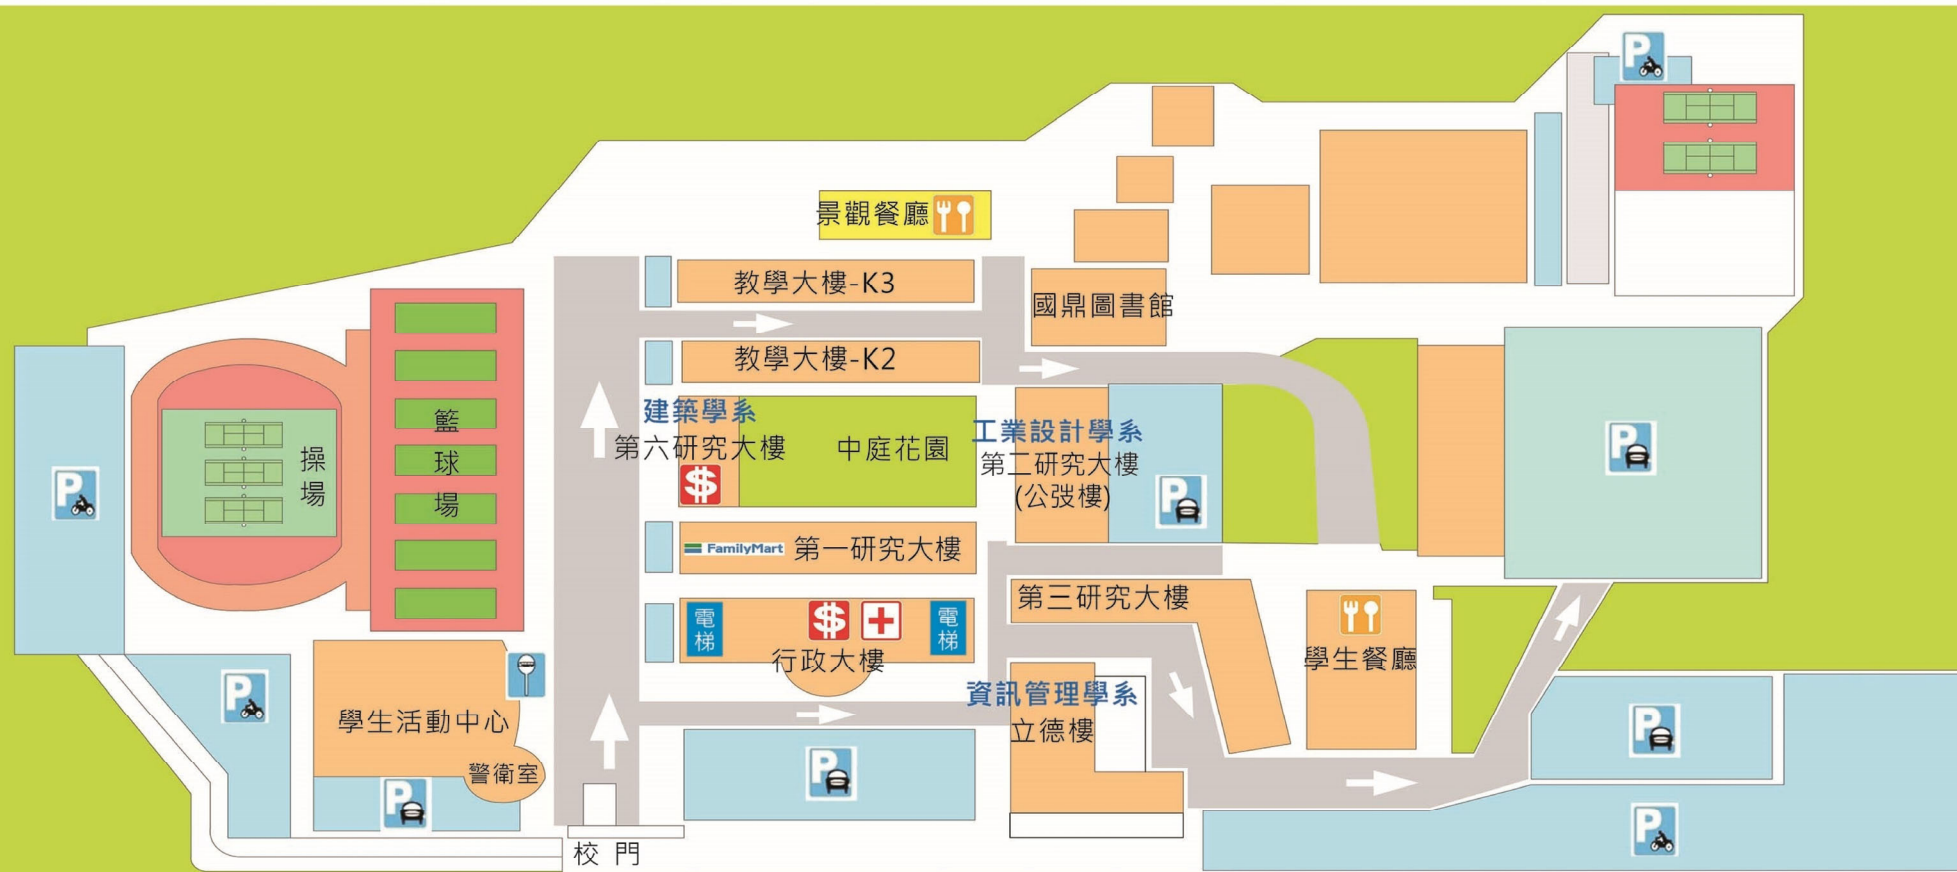 P
景觀餐廳
教學大樓-K3
國鼎圖書館
教學大樓-K2
建築學系
第六研究大樓
$
中庭花園
工業設計學系
第二研究大樓
(公弢樓)
P
P
P
操場
籃球場
FamilyMart 第一研究大樓
電梯
$
行政大樓
電梯
第三研究大樓
學生餐廳
資訊管理學系
立德樓
P
學生活動中心
警衛室
P
P
P
P
校門